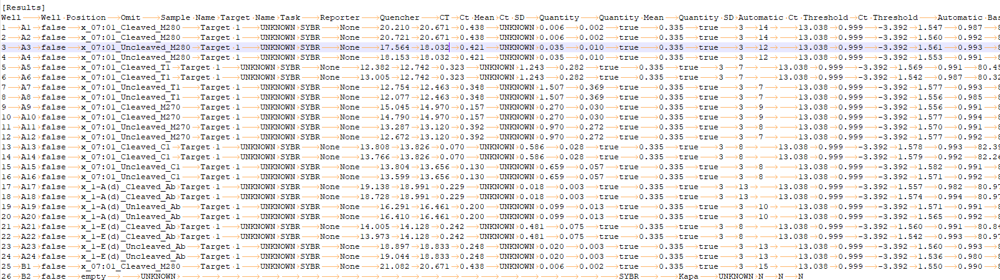 [Results]
Well Well Position Omit Sample Name Target Name Task Reporter Quencher CT Ct Mean Ct SD Quantity Quantity Mean Quantity SD Automatic Ct Threshold Ct Threshold Automatic Bas
1 A1 false x_07:01_Cleaved_M280 Target 1 UNKNOWN SYBR None 20.210 20.671 0.438 UNKNOWN 0.006 0.002 true 0.335 true 3 14 13.038 0.999 -3.392 1.547 0.987 8
2 A2 false x_07:01_Cleaved_M280 Target 1 UNKNOWN SYBR None 20.721 20.671 0.438 UNKNOWN 0.006 0.002 true 0.335 true 3 14 13.038 0.999 -3.392 1.560 0.992 8
3 A3 false x_07:01_Uncleaved_M280 Target 1 UNKNOWN SYBR None 17.564 18.032 0.421 UNKNOWN 0.035 0.010 true 0.335 true 3 12 13.038 0.999 -3.392 1.561 0.993 8
4 A4 false x_07:01_Uncleaved_M280 Target 1 UNKNOWN SYBR None 18.153 18.032 0.421 UNKNOWN 0.035 0.010 true 0.335 true 3 12 13.038 0.999 -3.392 1.553 0.991 8
5 A5 false x_07:01_Cleaved_T1 Target 1 UNKNOWN SYBR None 12.382 12.742 0.323 UNKNOWN 1.243 0.282 true 0.335 true 3 7 13.038 0.999 -3.392 1.569 0.991 80.45
6 A6 false x_07:01_Cleaved_T1 Target 1 UNKNOWN SYBR None 13.005 12.742 0.323 UNKNOWN 1.243 0.282 true 0.335 true 3 7 13.038 0.999 -3.392 1.542 0.987 80.32
7 A7 false x_07:01_Uncleaved_T1 Target 1 UNKNOWN SYBR None 12.754 12.463 0.348 UNKNOWN 1.507 0.369 true 0.335 true 3 7 13.038 0.999 -3.392 1.577 0.993 8
8 A8 false x_07:01_Uncleaved_T1 Target 1 UNKNOWN SYBR None 12.077 12.463 0.348 UNKNOWN 1.507 0.369 true 0.335 true 3 7 13.038 0.999 -3.392 1.556 0.985 8
9 A9 false x_07:01_Cleaved_M270 Target 1 UNKNOWN SYBR None 15.045 14.970 0.157 UNKNOWN 0.270 0.030 true 0.335 true 3 9 13.038 0.999 -3.392 1.556 0.991 8
10 A10 false x_07:01_Cleaved_M270 Target 1 UNKNOWN SYBR None 14.790 14.970 0.157 UNKNOWN 0.270 0.030 true 0.335 true 3 9 13.038 0.999 -3.392 1.577 0.994 8
11 A11 false x_07:01_Uncleaved_M270 Target 1 UNKNOWN SYBR None 13.287 13.120 0.392 UNKNOWN 0.970 0.272 true 0.335 true 3 8 13.038 0.999 -3.392 1.570 0.991 8
12 A12 false x_07:01_Uncleaved_M270 Target 1 UNKNOWN SYBR None 12.672 13.120 0.392 UNKNOWN 0.970 0.272 true 0.335 true 3 7 13.038 0.999 -3.392 1.577 0.992 8
13 A13 false x_07:01_Cleaved_C1 Target 1 UNKNOWN SYBR None 13.808 13.826 0.070 UNKNOWN 0.586 0.028 true 0.335 true 3 8 13.038 0.999 -3.392 1.578 0.993 82.39
14 A14 false x_07:01_Cleaved_C1 Target 1 UNKNOWN SYBR None 13.766 13.826 0.070 UNKNOWN 0.586 0.028 true 0.335 true 3 8 13.038 0.999 -3.392 1.579 0.992 82.26
15 A15 false x_07:01_Uncleaved_C1 Target 1 UNKNOWN SYBR None 13.804 13.656 0.130 UNKNOWN 0.659 0.057 true 0.335 true 3 8 13.038 0.999 -3.392 1.582 0.991 8
16 A16 false x_07:01_Uncleaved_C1 Target 1 UNKNOWN SYBR None 13.599 13.656 0.130 UNKNOWN 0.659 0.057 true 0.335 true 3 8 13.038 0.999 -3.392 1.571 0.992 8
17 A17 false x_1-A(d)_Cleaved_Ab Target 1 UNKNOWN SYBR None 19.138 18.991 0.229 UNKNOWN 0.018 0.003 true 0.335 true 3 13 13.038 0.999 -3.392 1.557 0.982 80.97
18 A18 false x_1-A(d)_Cleaved_Ab Target 1 UNKNOWN SYBR None 18.728 18.991 0.229 UNKNOWN 0.018 0.003 true 0.335 true 3 13 13.038 0.999 -3.392 1.574 0.994 80.97
19 A19 false x_1-A(d)_Unleaved_Ab Target 1 UNKNOWN SYBR None 16.291 16.461 0.200 UNKNOWN 0.099 0.013 true 0.335 true 3 10 13.038 0.999 -3.392 1.571 0.991 8
20 A20 false x_1-A(d)_Unleaved_Ab Target 1 UNKNOWN SYBR None 16.410 16.461 0.200 UNKNOWN 0.099 0.013 true 0.335 true 3 10 13.038 0.999 -3.392 1.565 0.992 8
21 A21 false x_1-E(d)_Cleaved_Ab Target 1 UNKNOWN SYBR None 14.005 14.128 0.242 UNKNOWN 0.481 0.075 true 0.335 true 3 8 13.038 0.999 -3.392 1.560 0.991 80.84
22 A22 false x_1-E(d)_Cleaved_Ab Target 1 UNKNOWN SYBR None 13.973 14.128 0.242 UNKNOWN 0.481 0.075 true 0.335 true 3 8 13.038 0.999 -3.392 1.542 0.993 80.97
23 A23 false x_1-E(d)_Uncleaved_Ab Target 1 UNKNOWN SYBR None 18.897 18.833 0.248 UNKNOWN 0.020 0.003 true 0.335 true 3 13 13.038 0.999 -3.392 1.560 0.993 8
24 A24 false x_1-E(d)_Uncleaved_Ab Target 1 UNKNOWN SYBR None 19.044 18.833 0.248 UNKNOWN 0.020 0.003 true 0.335 true 3 13 13.038 0.999 -3.392 1.536 0.980 8
25 B1 false x_07:01_Cleaved_M280 Target 1 UNKNOWN SYBR None 21.082 20.671 0.438 UNKNOWN 0.006 0.002 true 0.335 true 3 15 13.038 0.999 -3.392 1.550 0.990 8
26 B2 false empty UNKNOWN SYBR Kapa UNKNOWN N N N